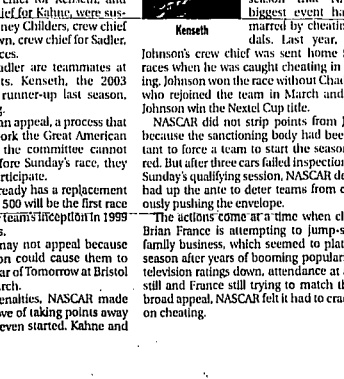 ief for Kahne, were sus-
ney Childers, crew chief
wn, crew chief for Sadler,
ces.
adler are teammates at
ts. Kenseth, the 2003
runner-up last season,
g.
an appeal, a process that
ork the Great American
the committee cannot
fore Sunday's race, they
rticipate.
ready has a replacement
500 will be the first race
team's inception in 1999
s.
may not appeal because
on could cause them to
ar of Tomorrow at Bristol
rch.
enalties, NASCAR made
ve of taking points away
even started. Kahne and
Kenseth
biggest event ha
marred by cheatin
dals. Last year,
Johnson's crew chief was sent home
races when he was caught cheating in
ing. Johnson won the race without Cha
who rejoined the team in March and
Johnson win the Nextel Cup title.
NASCAR did not strip points from J
because the sanctioning body had bee
tant to force a team to start the seaso
red. But after three cars failed inspectio
Sunday's qualifying session, NASCAR de
had up the ante to deter teams from c
ously pushing the envelope.
The actions come at a time when ch
Brian France is attempting to jump-s
family business, which seemed to plat
season after years of booming popular
television ratings down, attendance at
still and France still trying to match th
broad appeal, NASCAR felt it had to cra
on cheating.